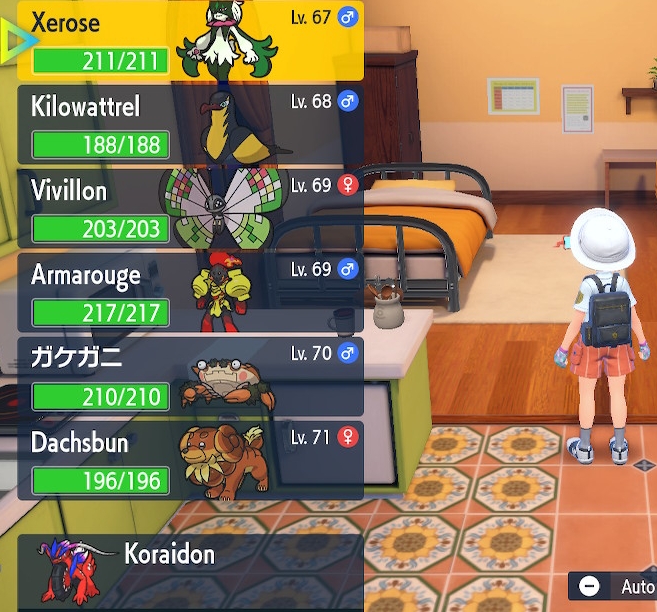 Xerose
Lv. 67
211/211
Kilowattrel
Lv. 68
188/188
Vivillon
Lv. 69
203/203
Armarouge
Lv. 69
217/217
ガケガニ
Lv. 70
210/210
Dachsbun
Lv. 71
196/196
Koraidon
Auto